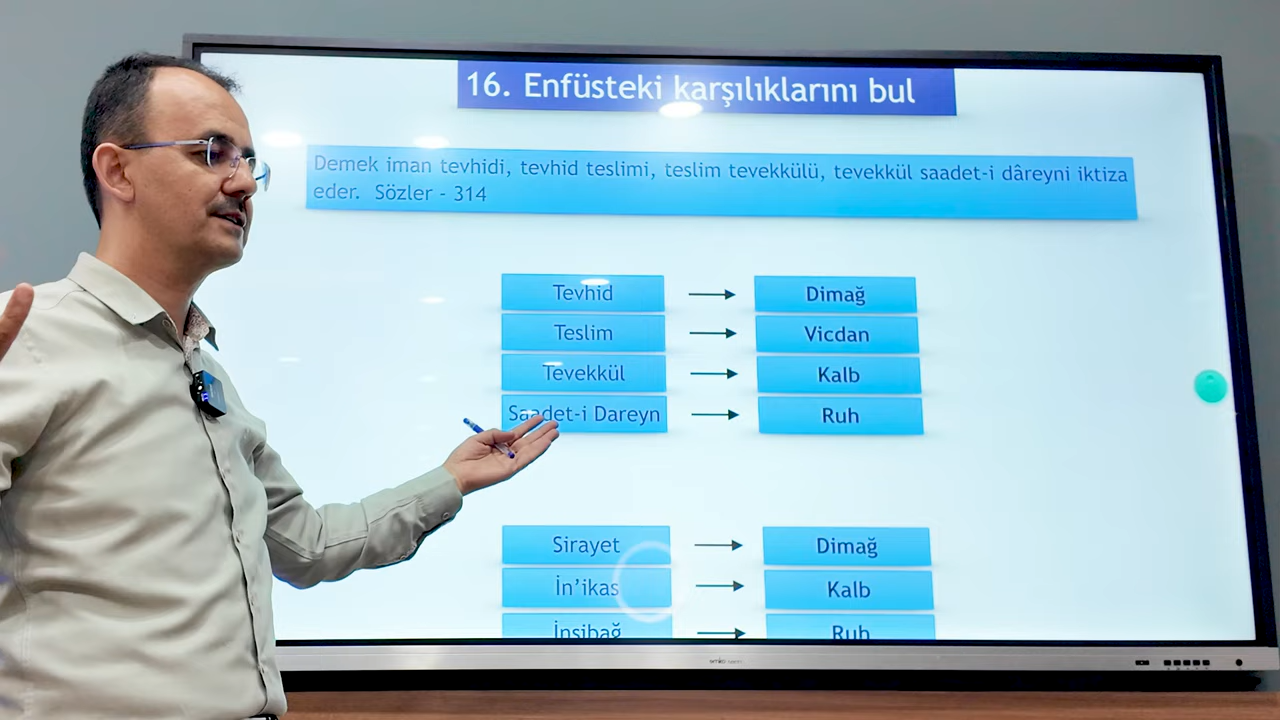 16. Enfüsteki karşılıklarını bul
Demek iman tevhidi, tevhid teslimi, teslim tevekkülü, tevekkül saadet-i dâreyni iktiza
eder. Sözler - 314
Tevhid → Dimağ
Teslim → Vicdan
Tevekkül → Kalb
Saadet-i Dareyn → Ruh
Sirayet → Dimağ
İn'ikas → Kalb
İnsibağ → Ruh